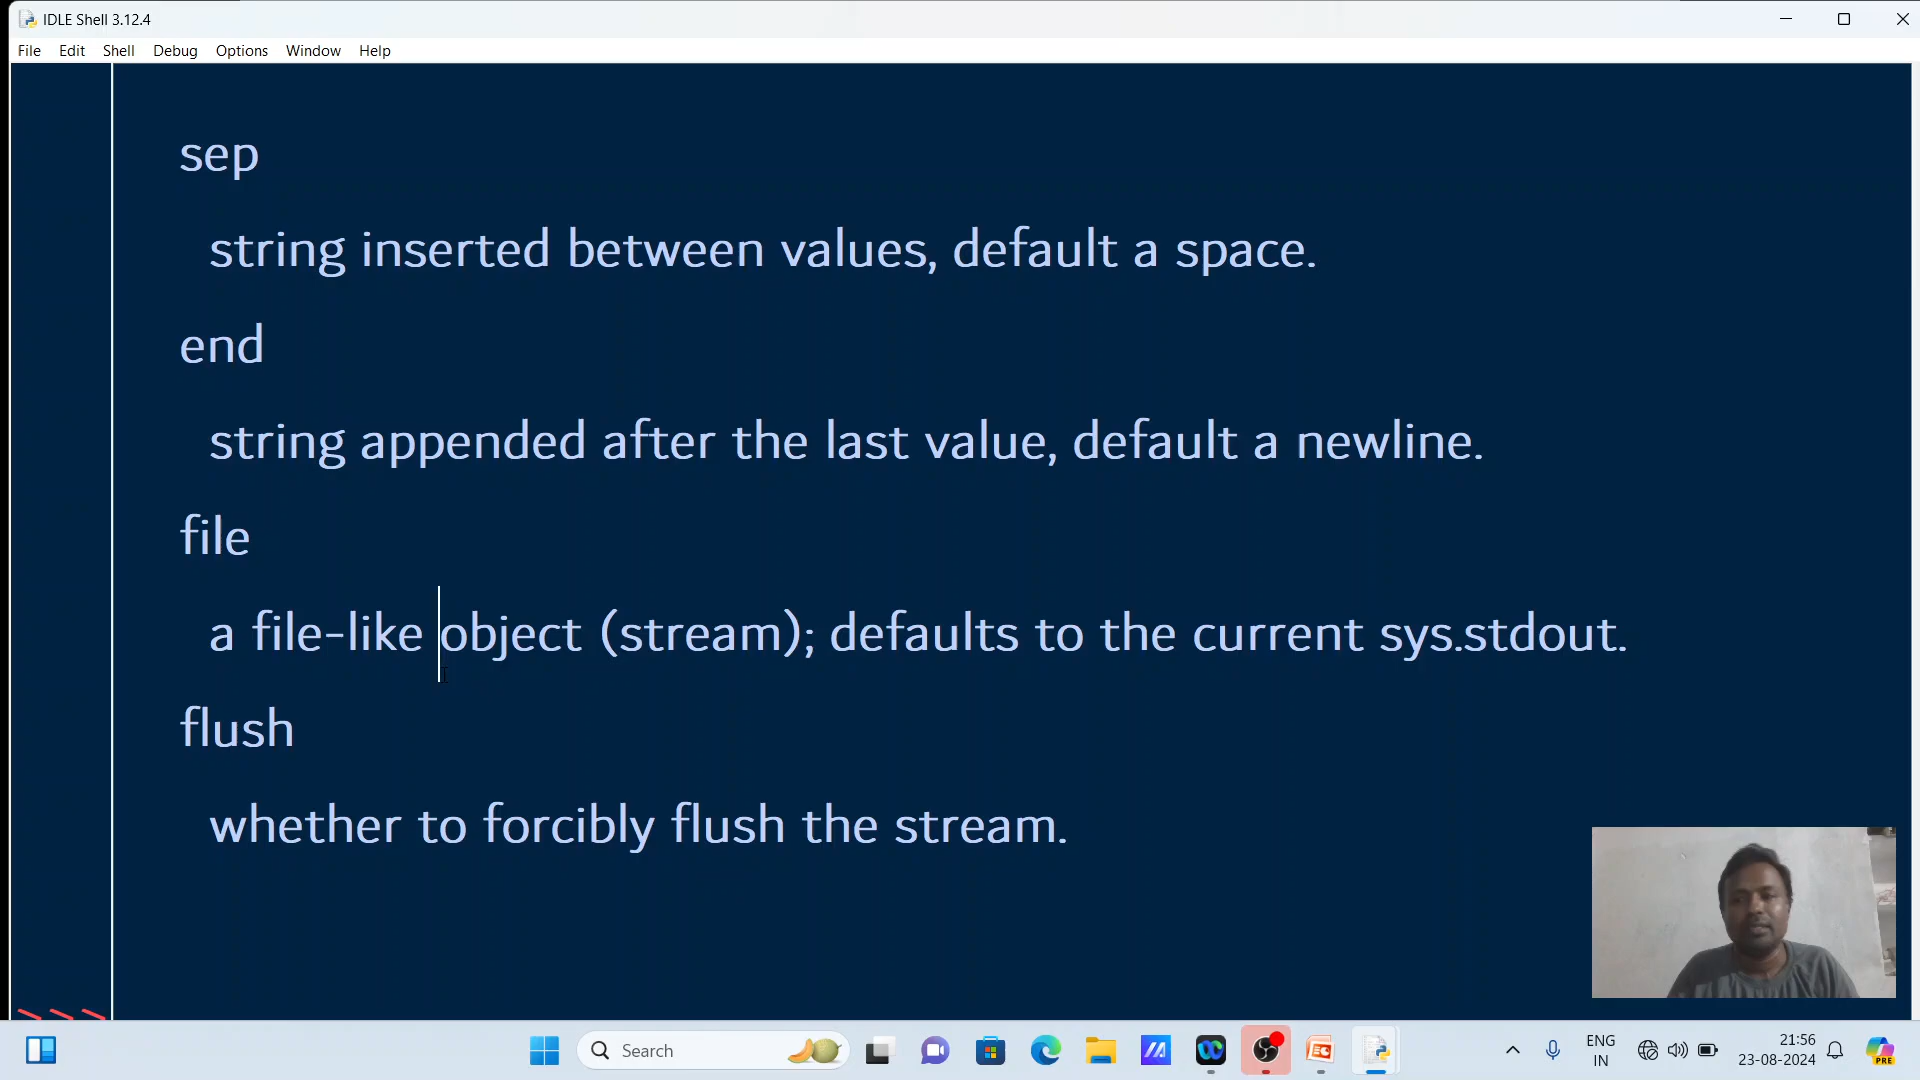 IDLE Shell 3.12.4
File Edit Shell Debug Options Window Help
sep
string inserted between values, default a space.
end
string appended after the last value, default a newline.
file
a file-like object (stream); defaults to the current sys.stdout.
flush
whether to forcibly flush the stream.
Search
ENG
IN
21:56
23-08-2024
PRE